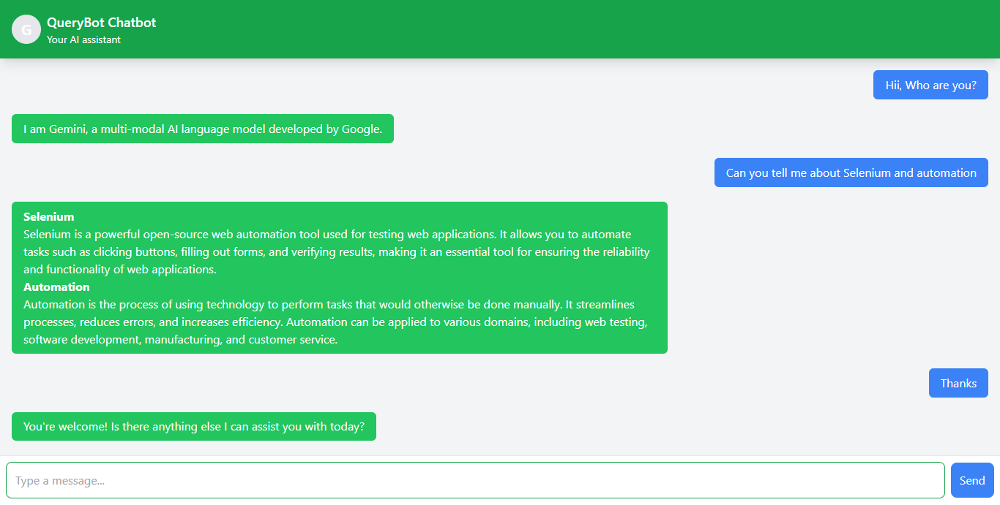 G
QueryBot Chatbot
Your AI assistant
Hii, Who are you?
I am Gemini, a multi-modal AI language model developed by Google.
Can you tell me about Selenium and automation
Selenium
Selenium is a powerful open-source web automation tool used for testing web applications. It allows you to automate
tasks such as clicking buttons, filling out forms, and verifying results, making it an essential tool for ensuring the reliability
and functionality of web applications.
Automation
Automation is the process of using technology to perform tasks that would otherwise be done manually. It streamlines
processes, reduces errors, and increases efficiency. Automation can be applied to various domains, including web testing,
software development, manufacturing, and customer service.
Thanks
You're welcome! Is there anything else I can assist you with today?
Type a message...
Send